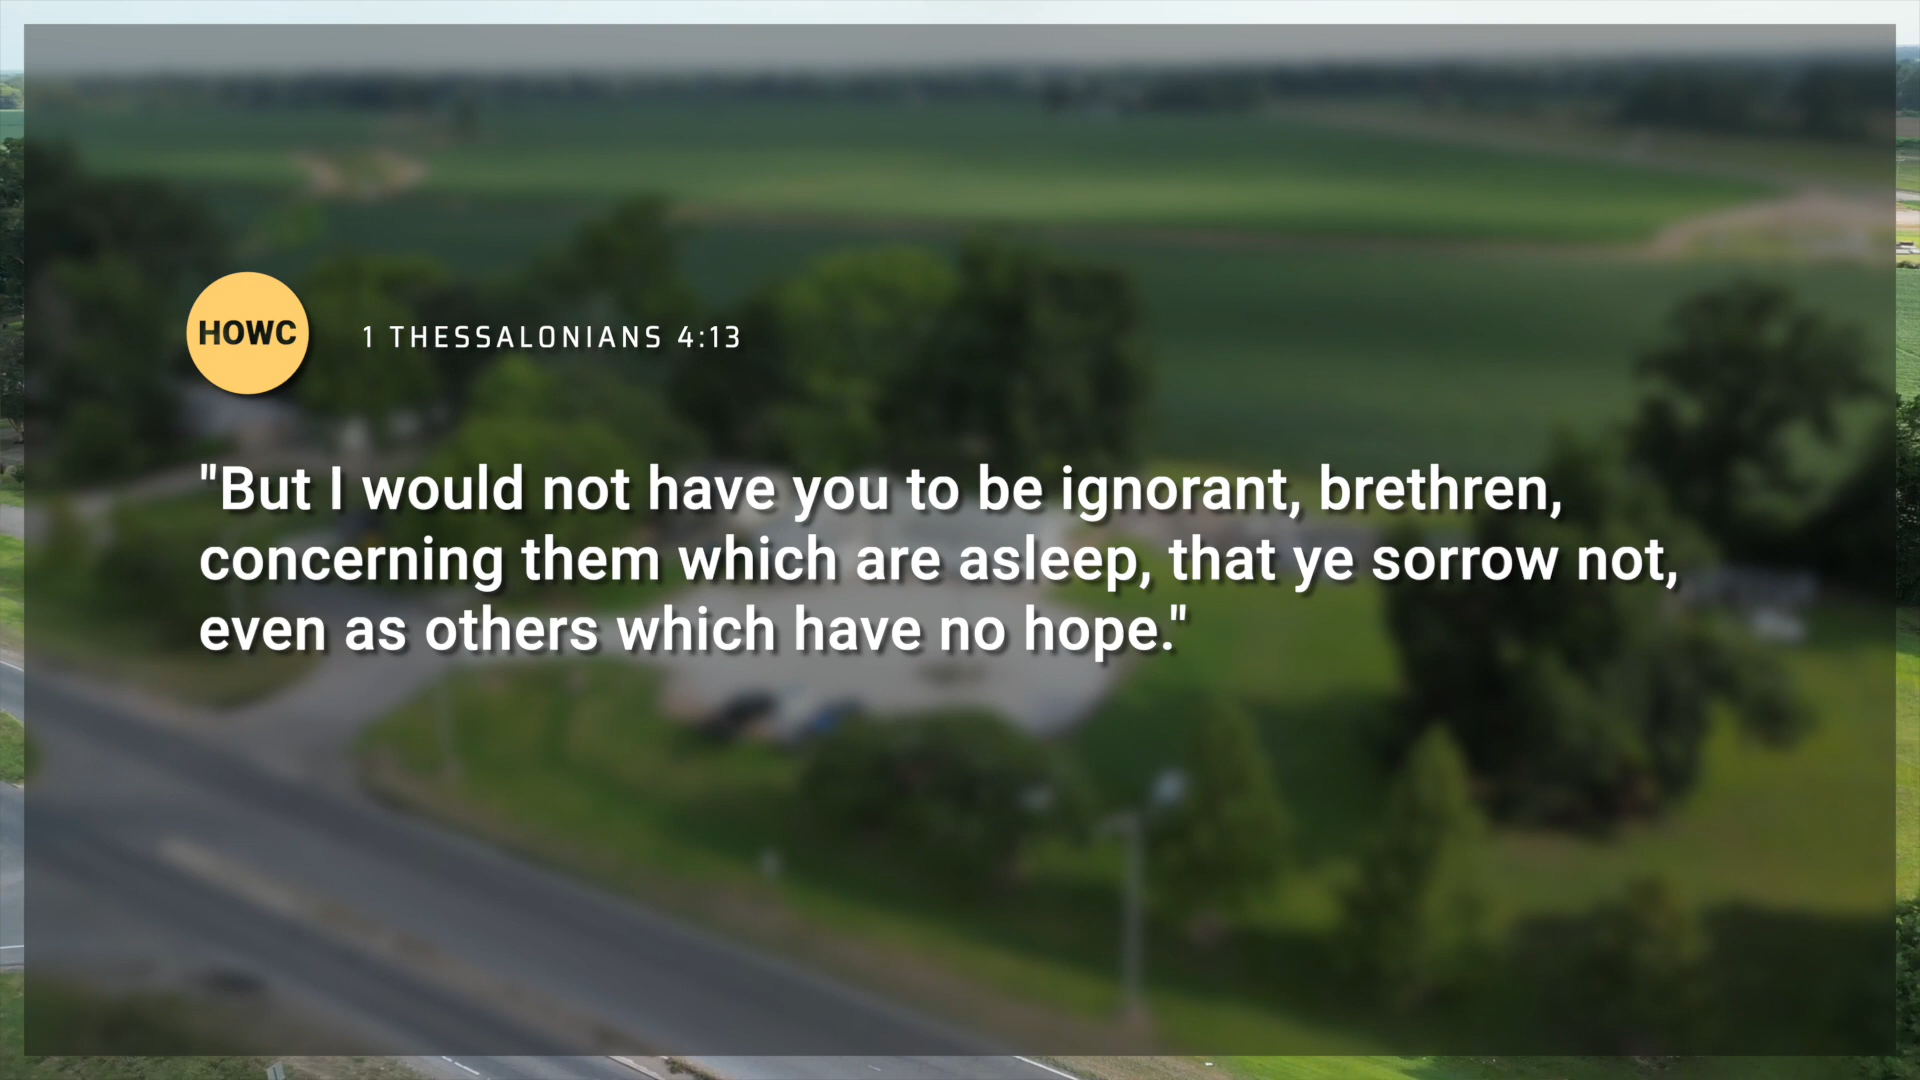 HOWC
1 THESSALONIANS 4:13
"But I would not have you to be ignorant, brethren,
concerning them which are asleep, that ye sorrow not,
even as others which have no hope."